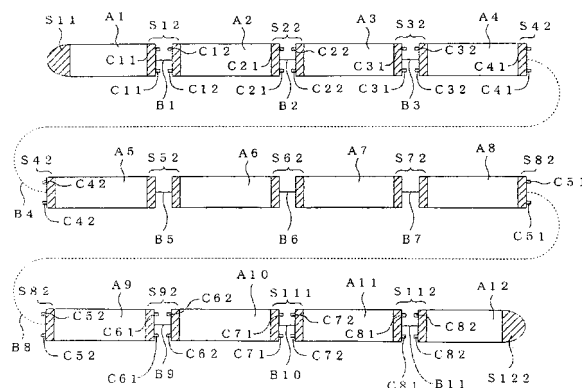 S11 A1 S12 A2 S22 A3 S32 A4 S42
C11 C12 C21 C22 C31 C32 C41
C11 C12 C21 C22 C31 C32 C41
B1 B2 B3
S42 A5 S52 A6 S62 A7 S72 A8 S82
C42 C51
B4 C42 B5 B6 B7 C51
S82 A9 S92 A10 S111 A11 S112 A12
C52 C61 C62 C71 C72 C81 C82
B8 C52 C61 B9 C62 C71 B10 C72 C81 B11 C82 S122